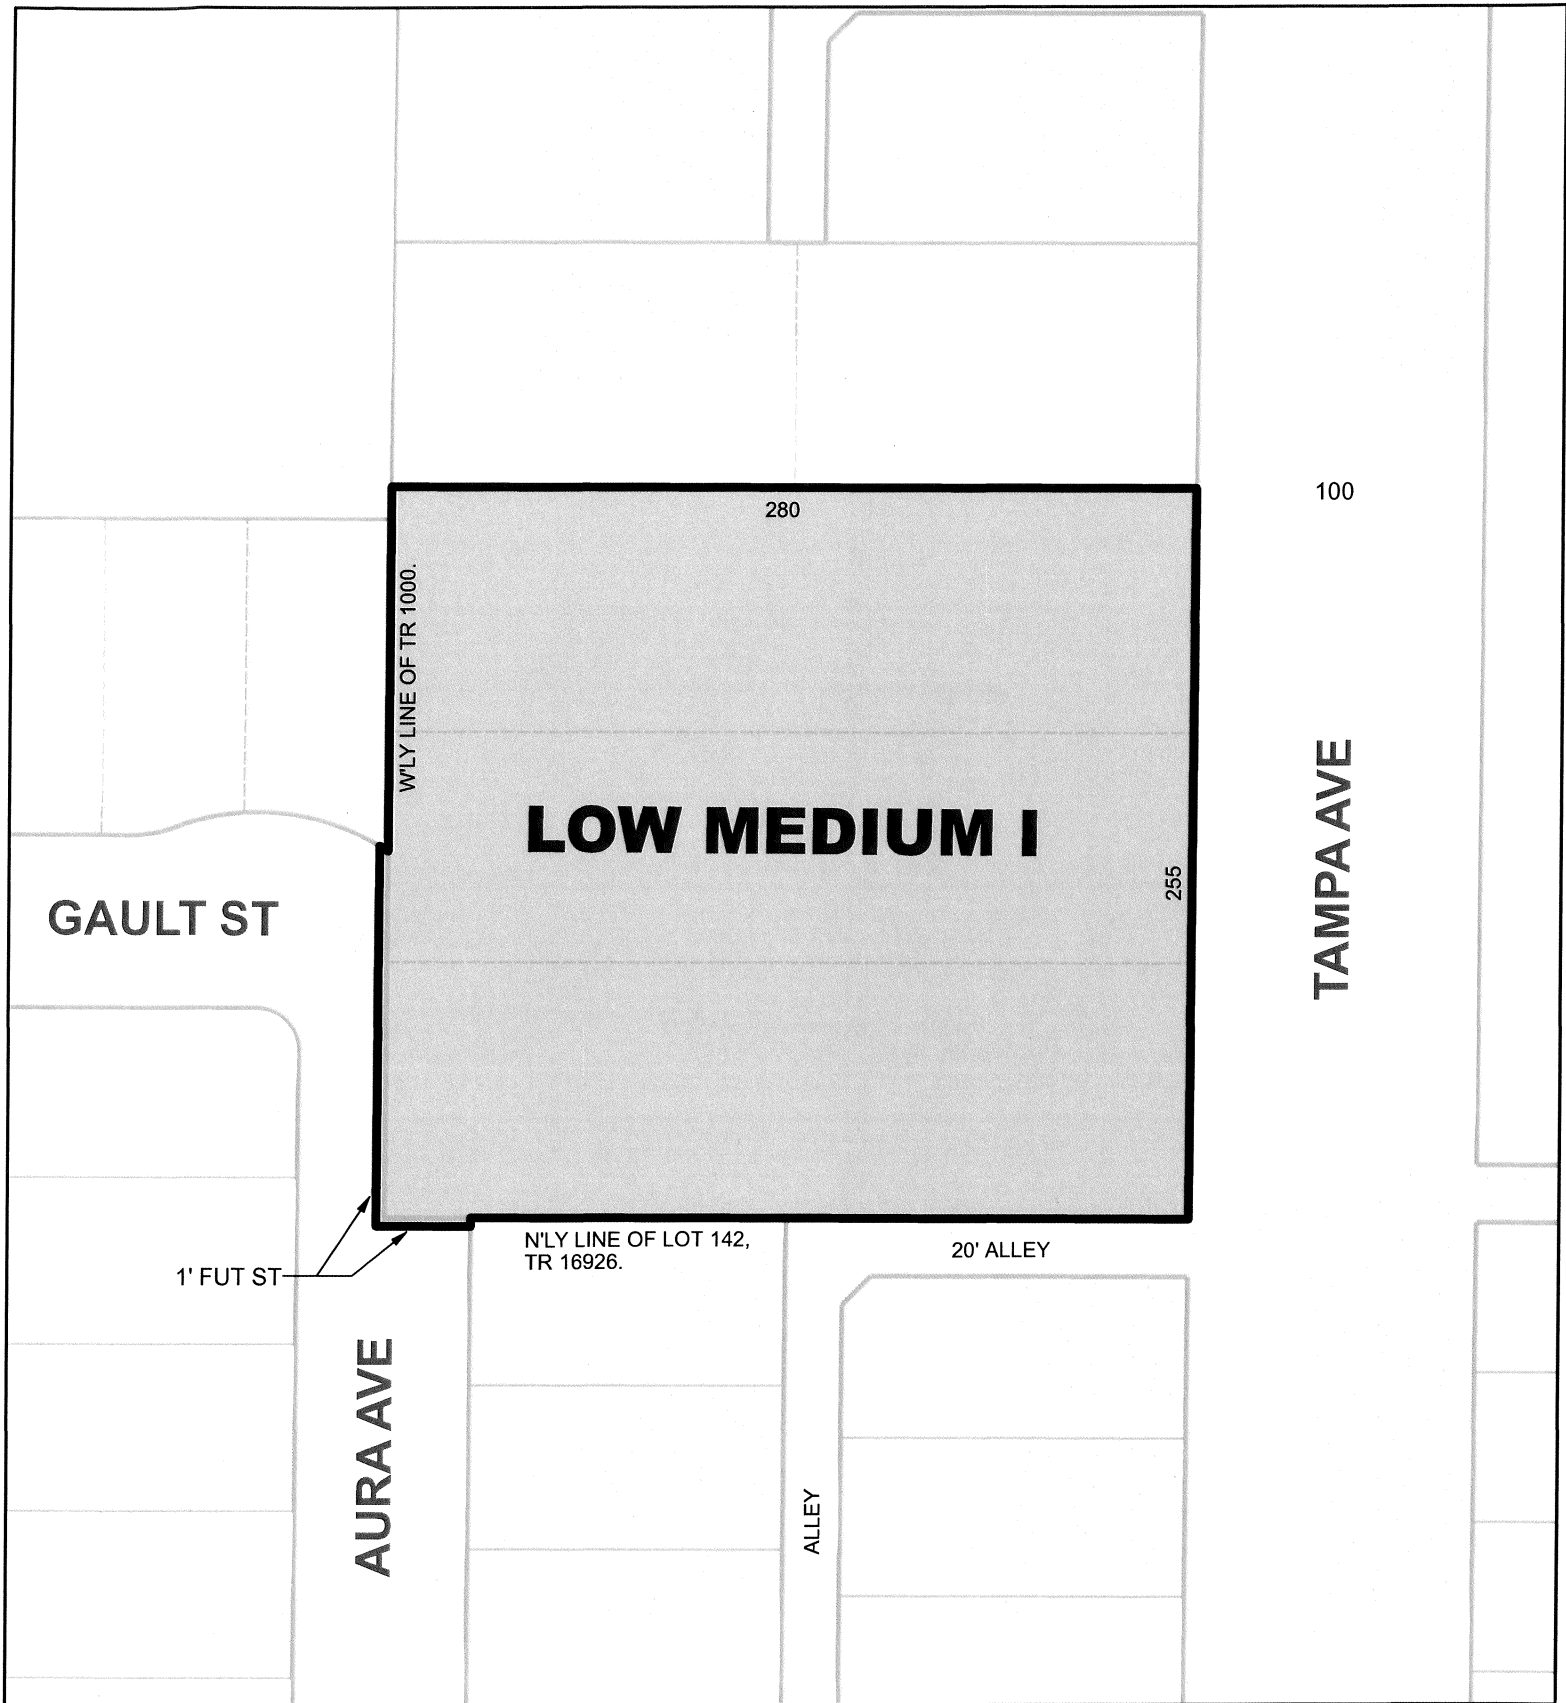 280
100
W'LY LINE OF TR 1000.
LOW MEDIUM I
255
TAMPA AVE
GAULT ST
N'LY LINE OF LOT 142,
TR 16926.
20' ALLEY
1' FUT ST
AURA AVE
ALLEY